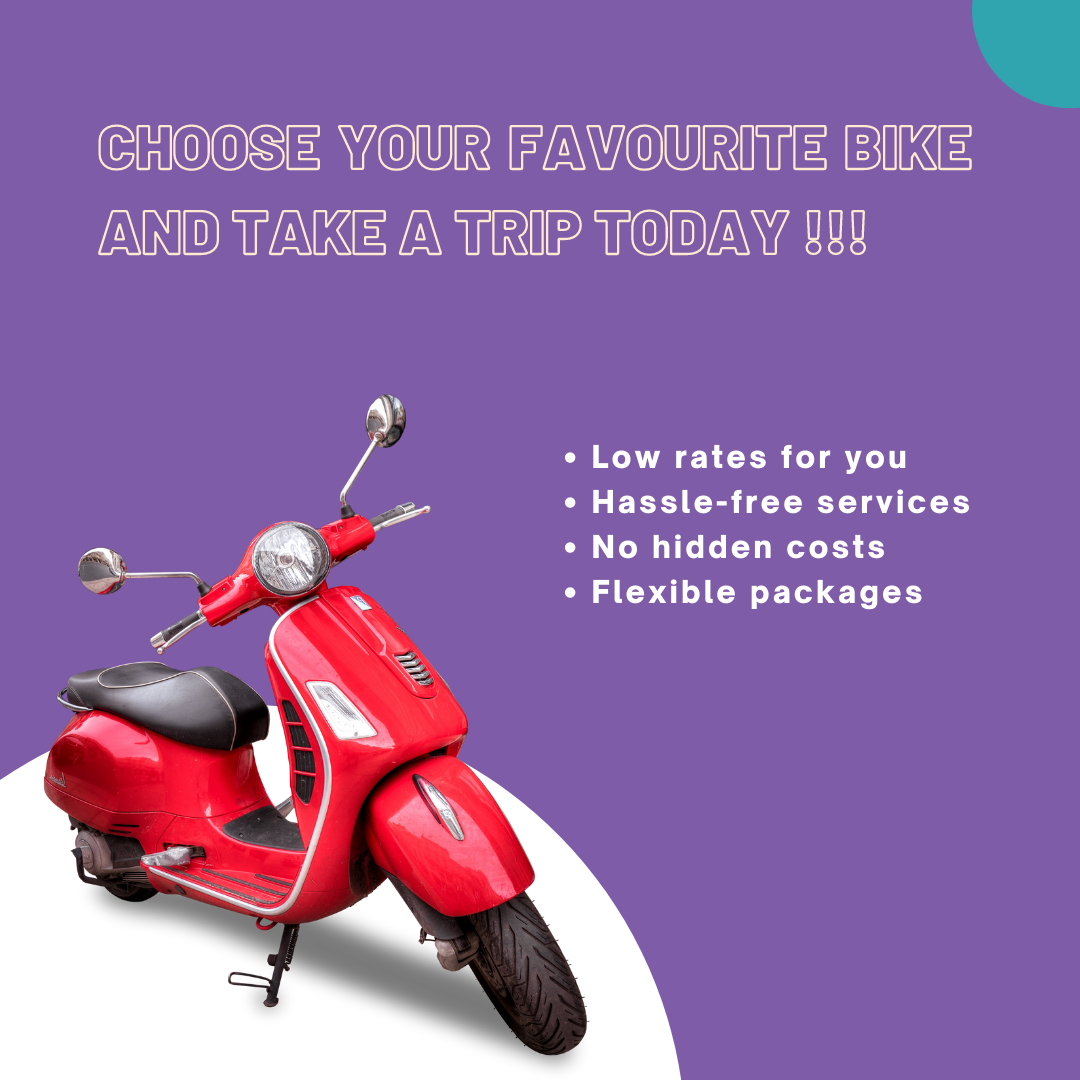 CHOOSE YOUR FAVOURITE BIKE
AND TAKE A TRIP TODAY !!!
• Low rates for you
• Hassle-free services
• No hidden costs
• Flexible packages